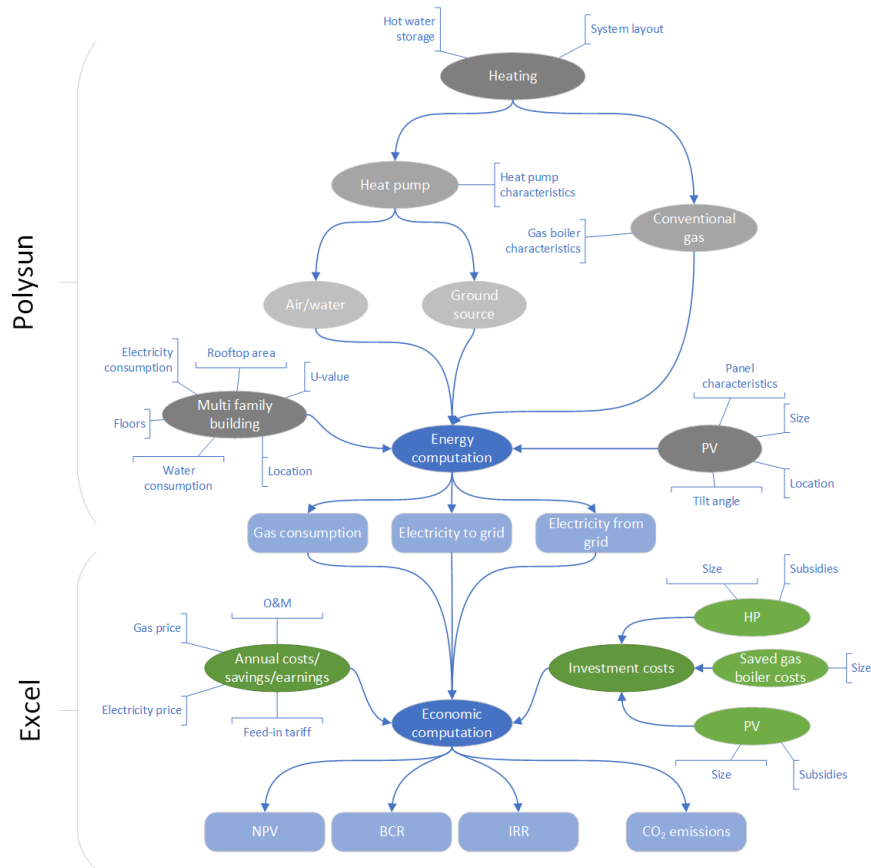 Hot water
storage
System layout
Heating
Polysun
Heat pump
Heat pump
characteristics
Gas boiler
characteristics
Conventional
gas
Air/water
Ground
source
Electricity
consumption
Rooftop area
U-value
Multi family
building
Floors
Water
consumption
Location
Energy
computation
Panel
characteristics
Size
PV
Location
Tilt angle
Gas consumption
Electricity to grid
Electricity from
grid
Excel
O&M
Gas price
Annual costs/
savings/earnings
Electricity price
Feed-in tariff
Size
Subsidies
HP
Investment costs
Saved gas
boiler costs
Size
Economic
computation
PV
Size
Subsidies
NPV
BCR
IRR
CO₂ emissions